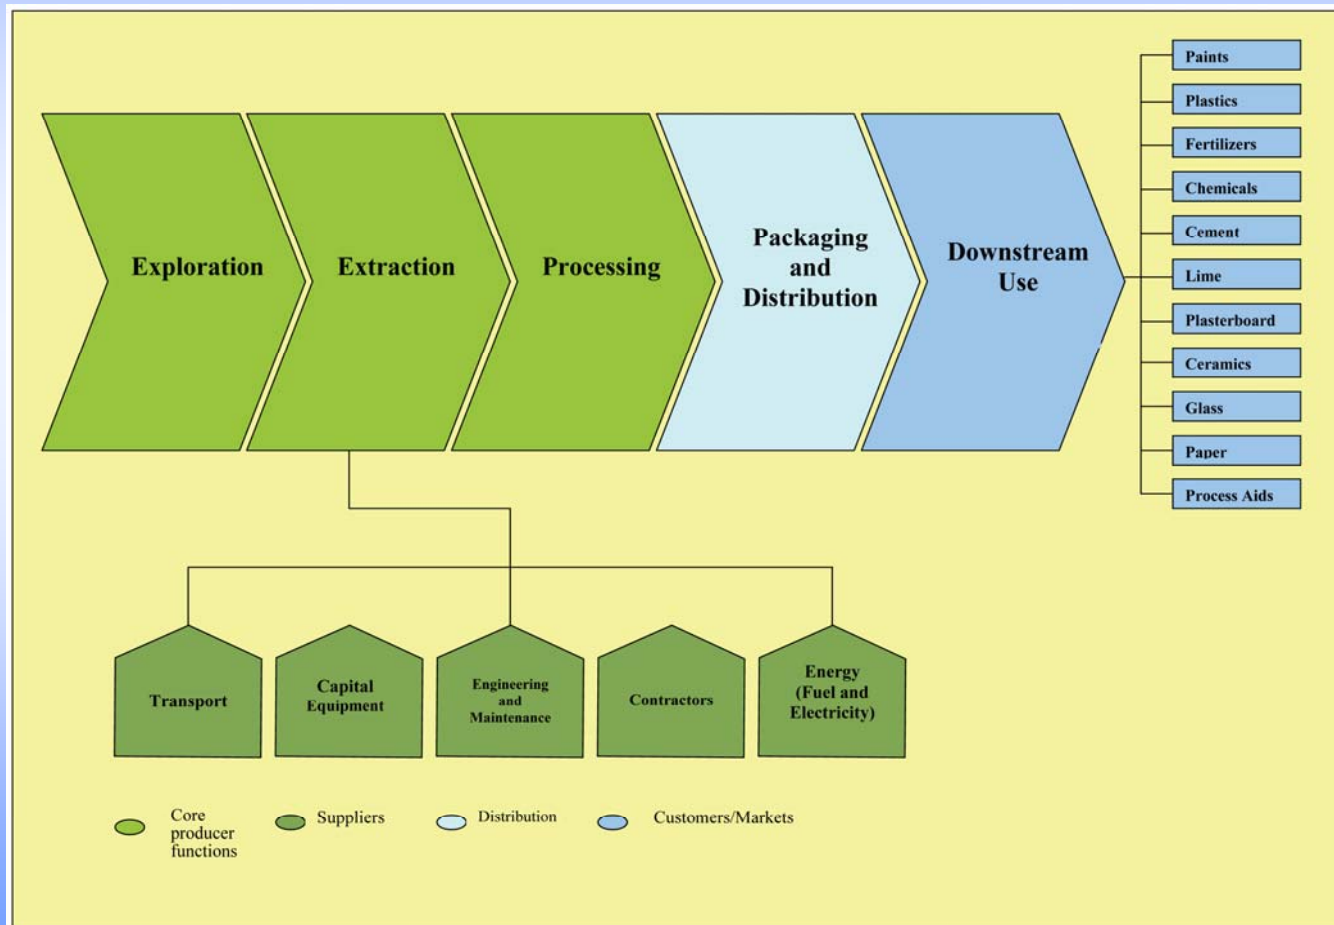 Exploration
Extraction
Processing
Packaging
and
Distribution
Downstream
Use
Paints
Plastics
Fertilizers
Chemicals
Cement
Lime
Plasterboard
Ceramics
Glass
Paper
Process Aids
Transport
Capital
Equipment
Engineering
and
Maintenance
Contractors
Energy
(Fuel and
Electricity)
Core
producer
functions
Suppliers
Distribution
Customers/Markets